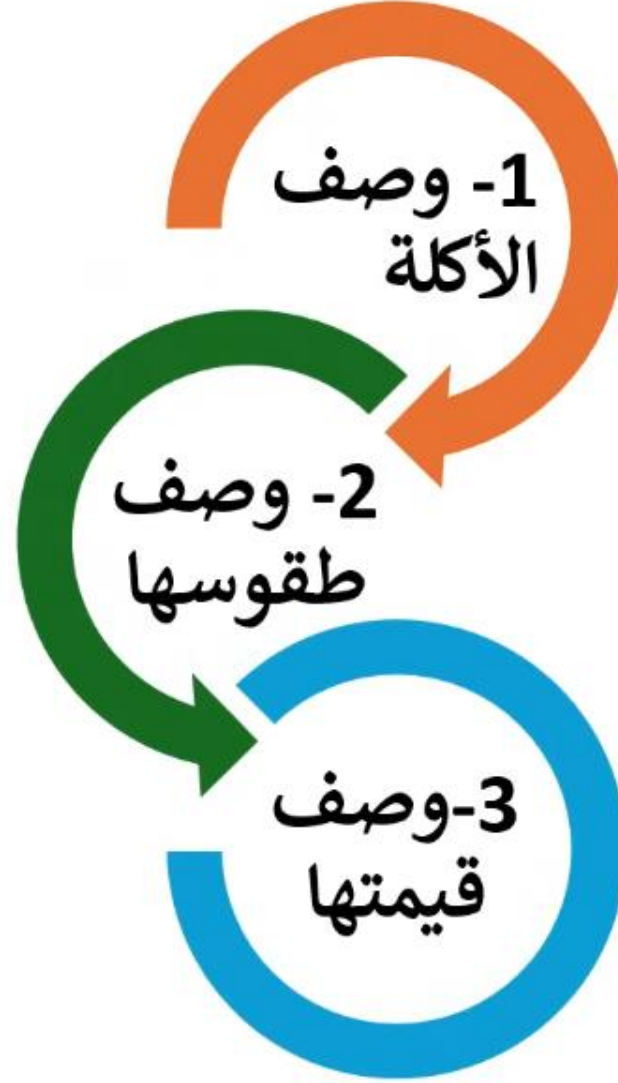 1- وصف
الأكلة
2- وصف
طقوسها
3-وصف
قيمتها